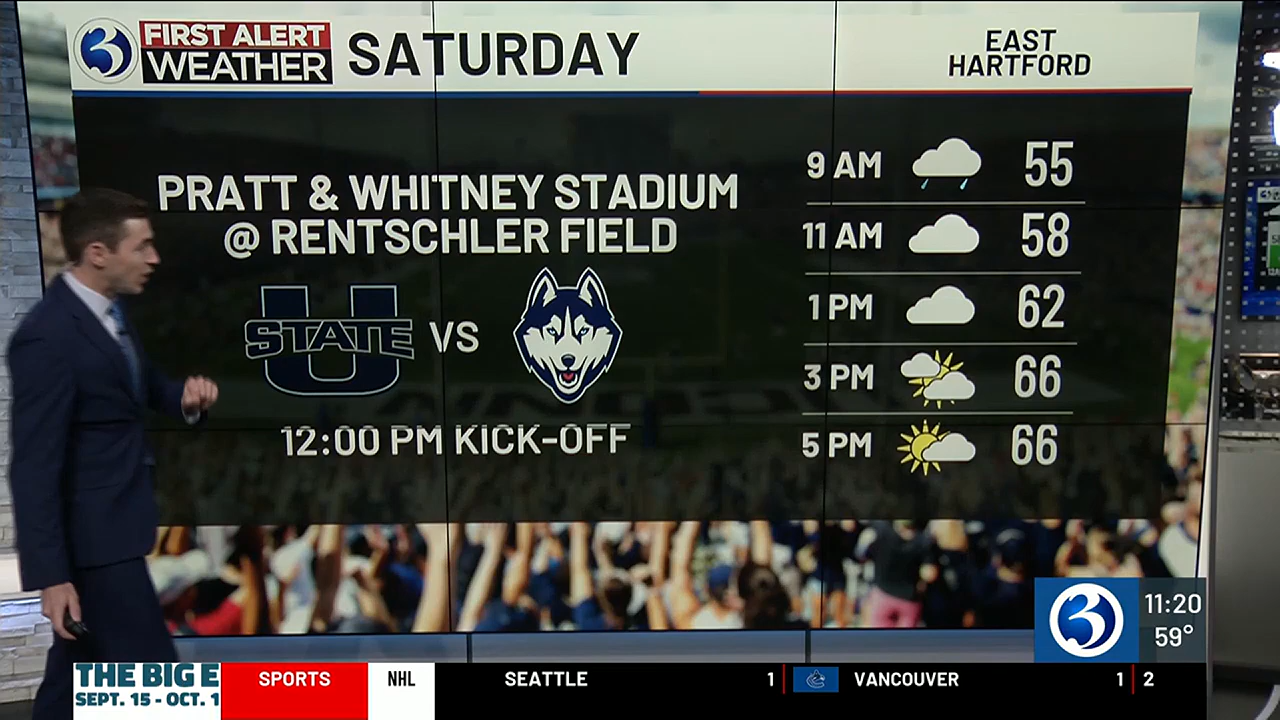 3 FIRST ALERT
WEATHER
SATURDAY
EAST
HARTFORD
PRATT & WHITNEY STADIUM
@ RENTSCHLER FIELD
U STATE VS
12:00 PM KICK-OFF
9 AM 55
11 AM 58
1 PM 62
3 PM 66
5 PM 66
3 11:20
59°
THE BIG E
SEPT. 15 - OCT. 1
SPORTS NHL SEATTLE 1 VANCOUVER 1 2